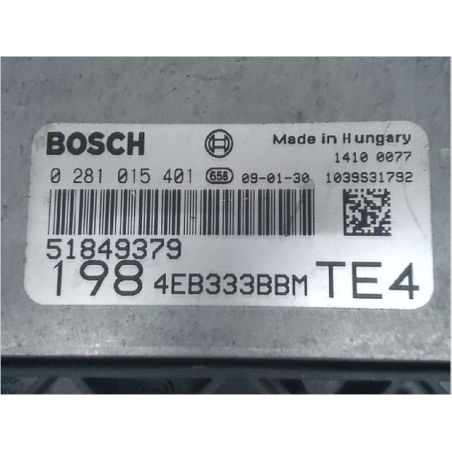 BOSCH Made in Hungary
1410 0077
0 281 015 401 658 09-01-30 1039S31792
51849379
198 4EB333BBM TE4